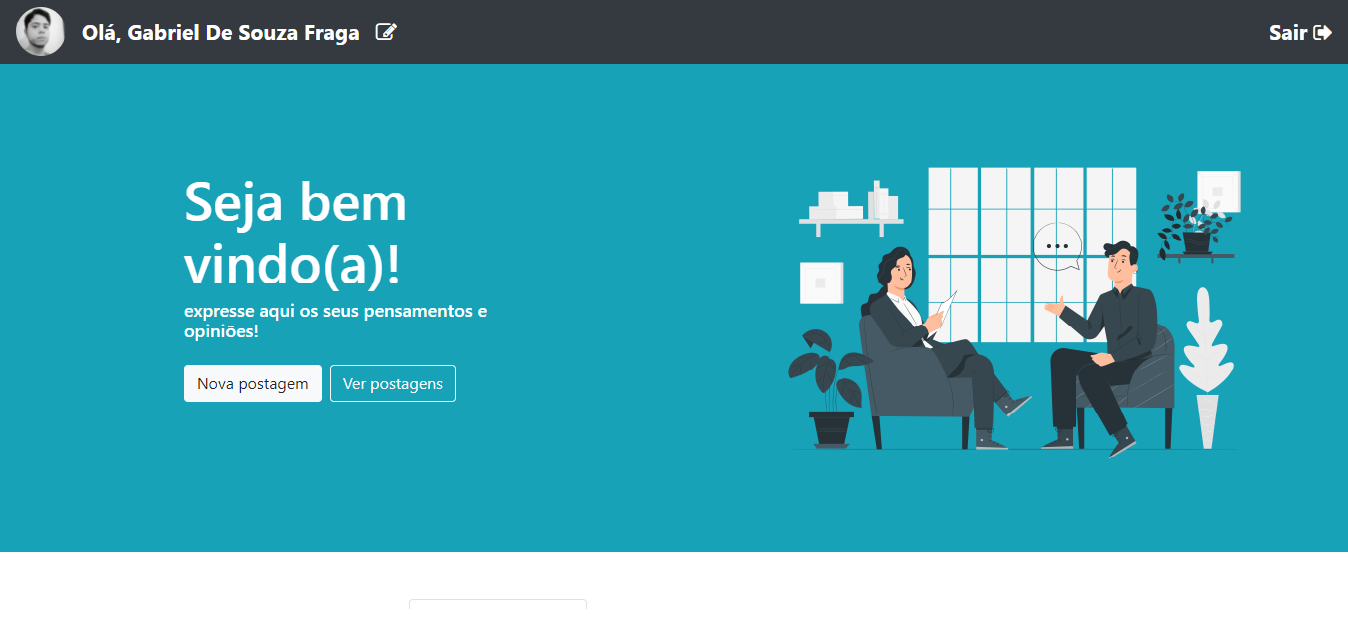 Olá, Gabriel De Souza Fraga
Sair
Seja bem
vindo(a)!
expresse aqui os seus pensamentos e
opiniões!
Nova postagem
Ver postagens